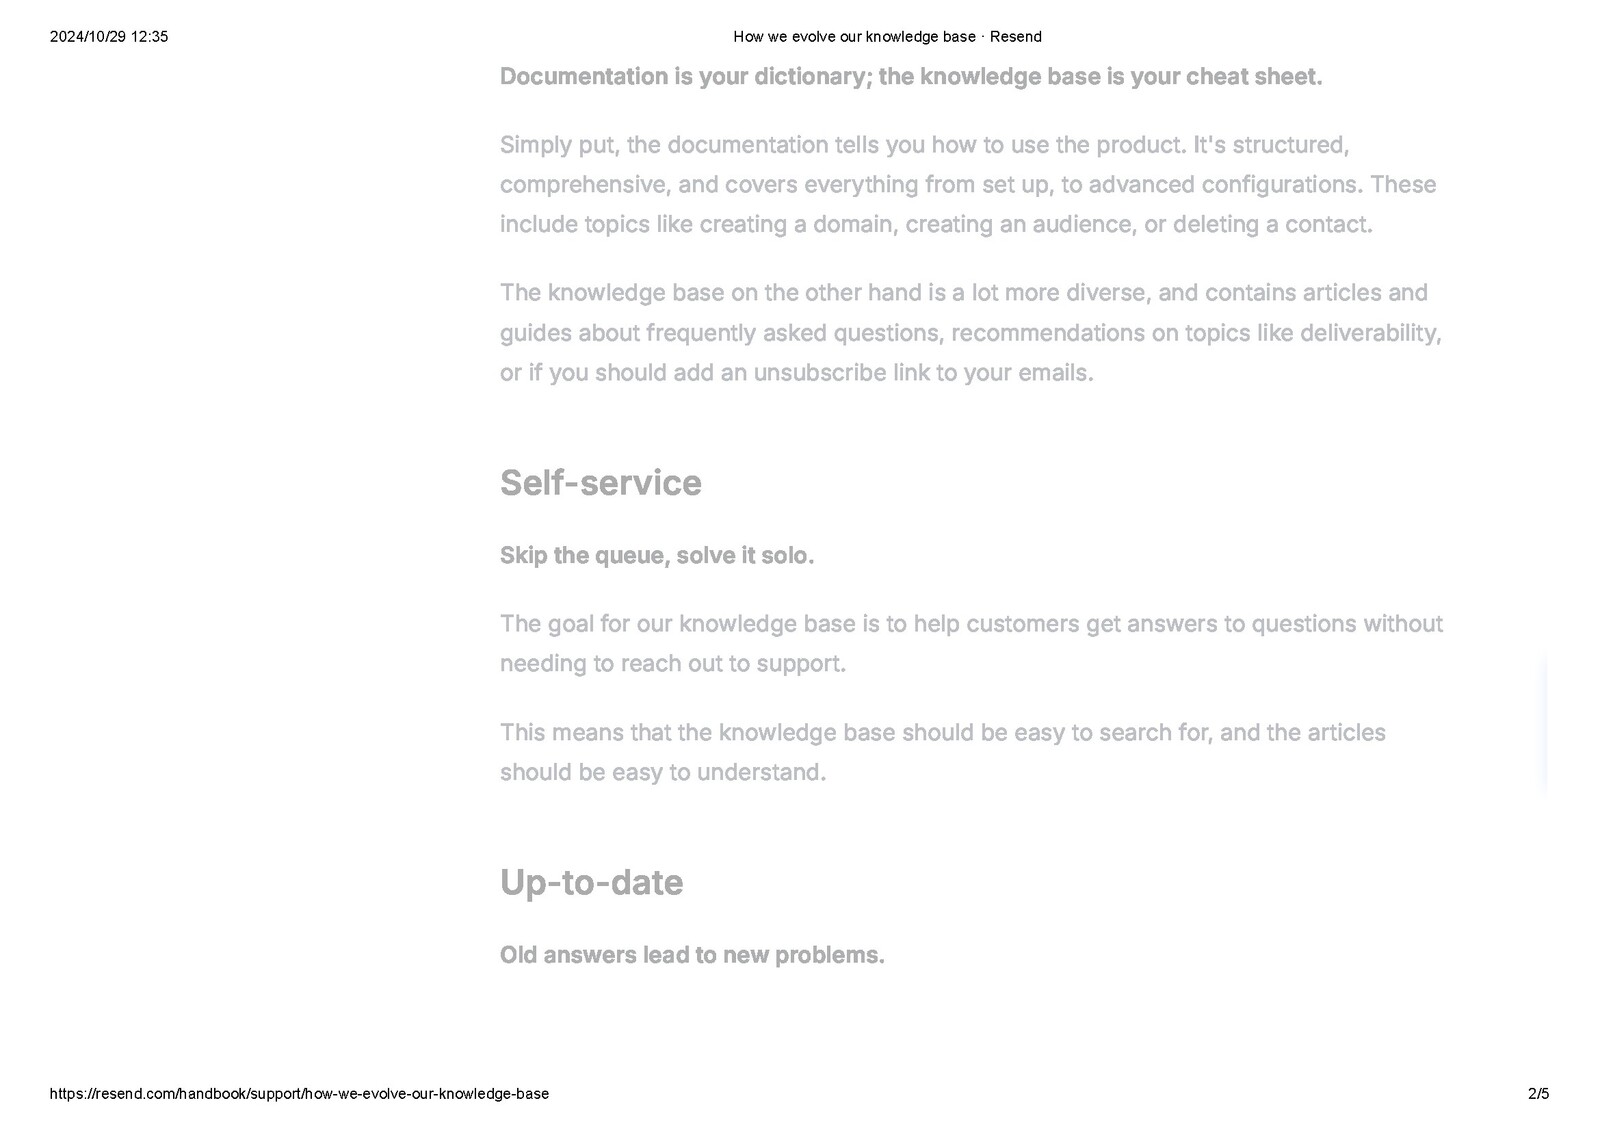 2024/10/29 12:35
How we evolve our knowledge base · Resend
Documentation is your dictionary; the knowledge base is your cheat sheet.
Simply put, the documentation tells you how to use the product. It's structured,
comprehensive, and covers everything from set up, to advanced configurations. These
include topics like creating a domain, creating an audience, or deleting a contact.
The knowledge base on the other hand is a lot more diverse, and contains articles and
guides about frequently asked questions, recommendations on topics like deliverability,
or if you should add an unsubscribe link to your emails.
Self-service
Skip the queue, solve it solo.
The goal for our knowledge base is to help customers get answers to questions without
needing to reach out to support.
This means that the knowledge base should be easy to search for, and the articles
should be easy to understand.
Up-to-date
Old answers lead to new problems.
https://resend.com/handbook/support/how-we-evolve-our-knowledge-base
2/5